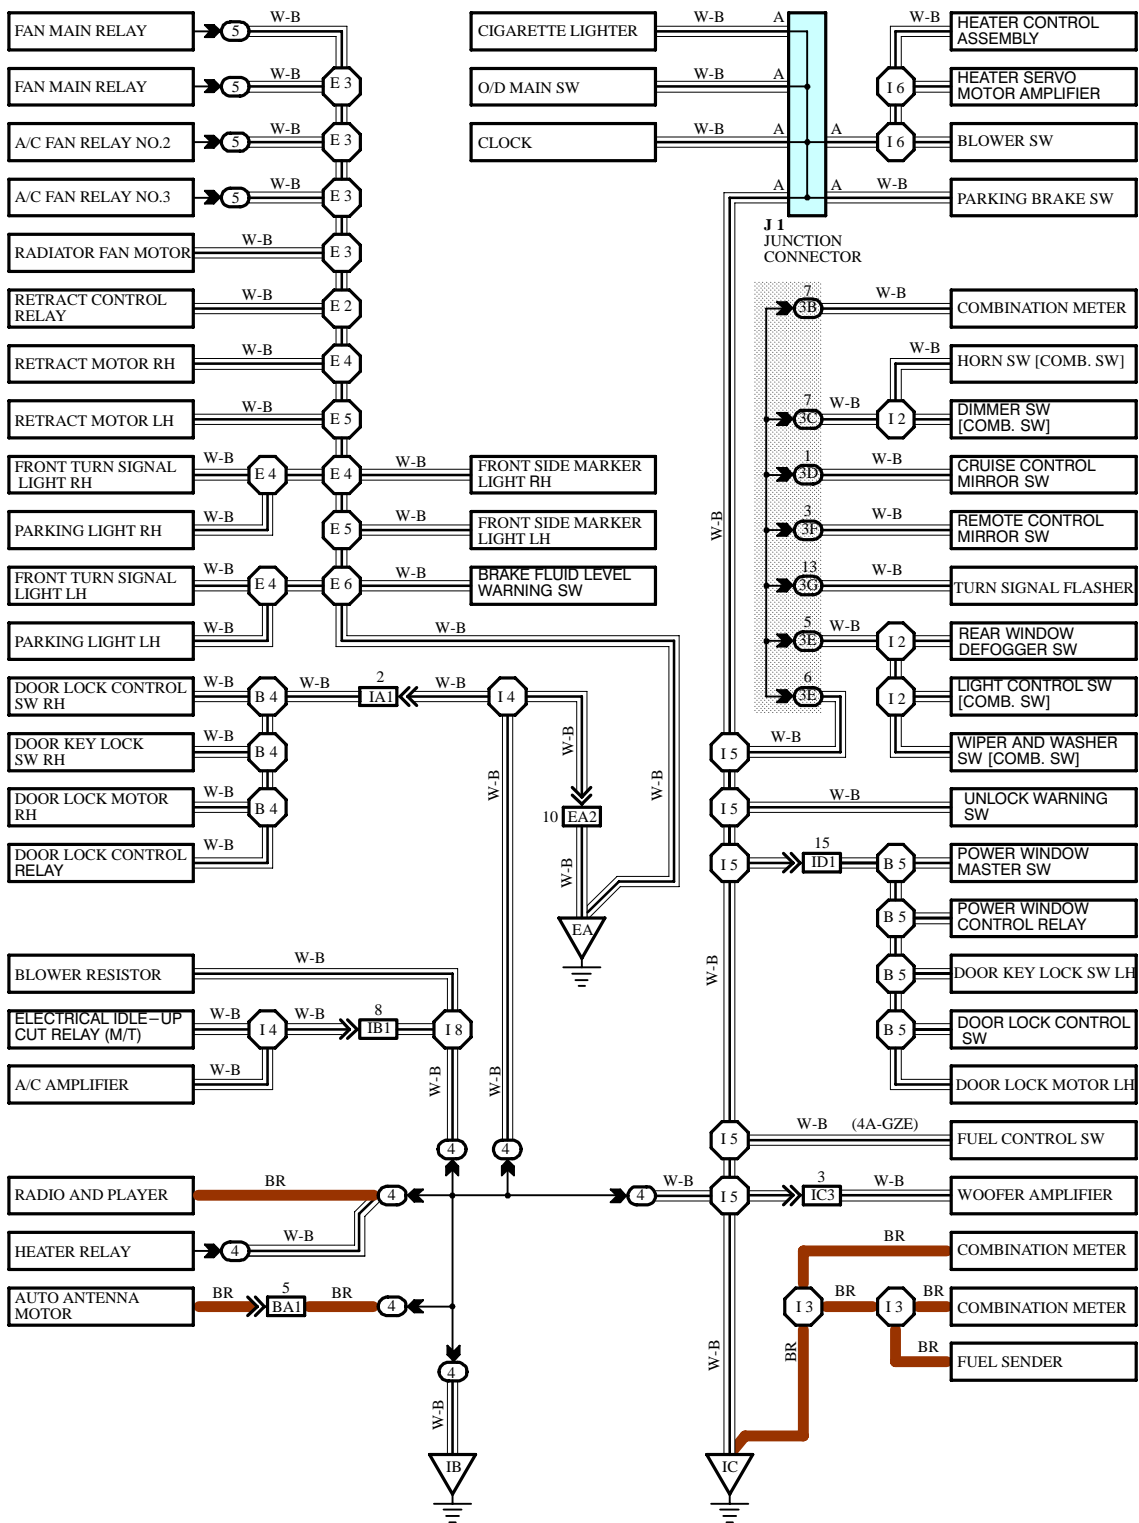 FAN MAIN RELAY
5
W-B
FAN MAIN RELAY
5
W-B
E 3
A/C FAN RELAY NO.2
5
W-B
E 3
A/C FAN RELAY NO.3
5
W-B
E 3
RADIATOR FAN MOTOR
W-B
E 3
RETRACT CONTROL
RELAY
W-B
E 2
RETRACT MOTOR RH
W-B
E 4
RETRACT MOTOR LH
W-B
E 5
FRONT TURN SIGNAL
LIGHT RH
W-B
E 4
E 4
W-B
FRONT SIDE MARKER
LIGHT RH
PARKING LIGHT RH
W-B
E 5
W-B
FRONT SIDE MARKER
LIGHT LH
FRONT TURN SIGNAL
LIGHT LH
W-B
E 4
E 6
W-B
BRAKE FLUID LEVEL
WARNING SW
PARKING LIGHT LH
W-B
W-B
W-B
DOOR LOCK CONTROL
SW RH
W-B
B 4
W-B
2
IA1
W-B
I 4
DOOR KEY LOCK
SW RH
W-B
B 4
DOOR LOCK MOTOR
RH
W-B
B 4
DOOR LOCK CONTROL
RELAY
W-B
W-B
W-B
10
EA2
W-B
EA
BLOWER RESISTOR
W-B
ELECTRICAL IDLE-UP
CUT RELAY (M/T)
W-B
I 4
W-B
8
IB1
I 8
A/C AMPLIFIER
W-B
W-B
4
4
RADIO AND PLAYER
BR
4
4
W-B
HEATER RELAY
4
W-B
AUTO ANTENNA
MOTOR
BR
5
BA1
BR
4
4
W-B
IB
CIGARETTE LIGHTER
W-B
A
O/D MAIN SW
W-B
A
CLOCK
W-B
A
A
A
A
J 1
JUNCTION
CONNECTOR
W-B
HEATER CONTROL
ASSEMBLY
I 6
HEATER SERVO
MOTOR AMPLIFIER
I 6
BLOWER SW
W-B
PARKING BRAKE SW
W-B
7
3B
W-B
COMBINATION METER
W-B
HORN SW [COMB. SW]
7
3C
W-B
I 2
DIMMER SW
[COMB. SW]
1
3D
W-B
CRUISE CONTROL
MIRROR SW
3
3F
W-B
REMOTE CONTROL
MIRROR SW
13
3G
W-B
TURN SIGNAL FLASHER
5
3E
W-B
I 2
REAR WINDOW
DEFOGGER SW
6
3E
I 2
LIGHT CONTROL SW
[COMB. SW]
I 5
W-B
WIPER AND WASHER
SW [COMB. SW]
I 5
W-B
UNLOCK WARNING
SW
I 5
15
ID1
B 5
POWER WINDOW
MASTER SW
B 5
POWER WINDOW
CONTROL RELAY
W-B
B 5
DOOR KEY LOCK SW LH
B 5
DOOR LOCK CONTROL
SW
DOOR LOCK MOTOR LH
I 5
W-B
(4A-GZE)
FUEL CONTROL SW
I 5
3
IC3
W-B
WOOFER AMPLIFIER
BR
COMBINATION METER
I 3
BR
I 3
BR
COMBINATION METER
W-B
BR
BR
FUEL SENDER
IC